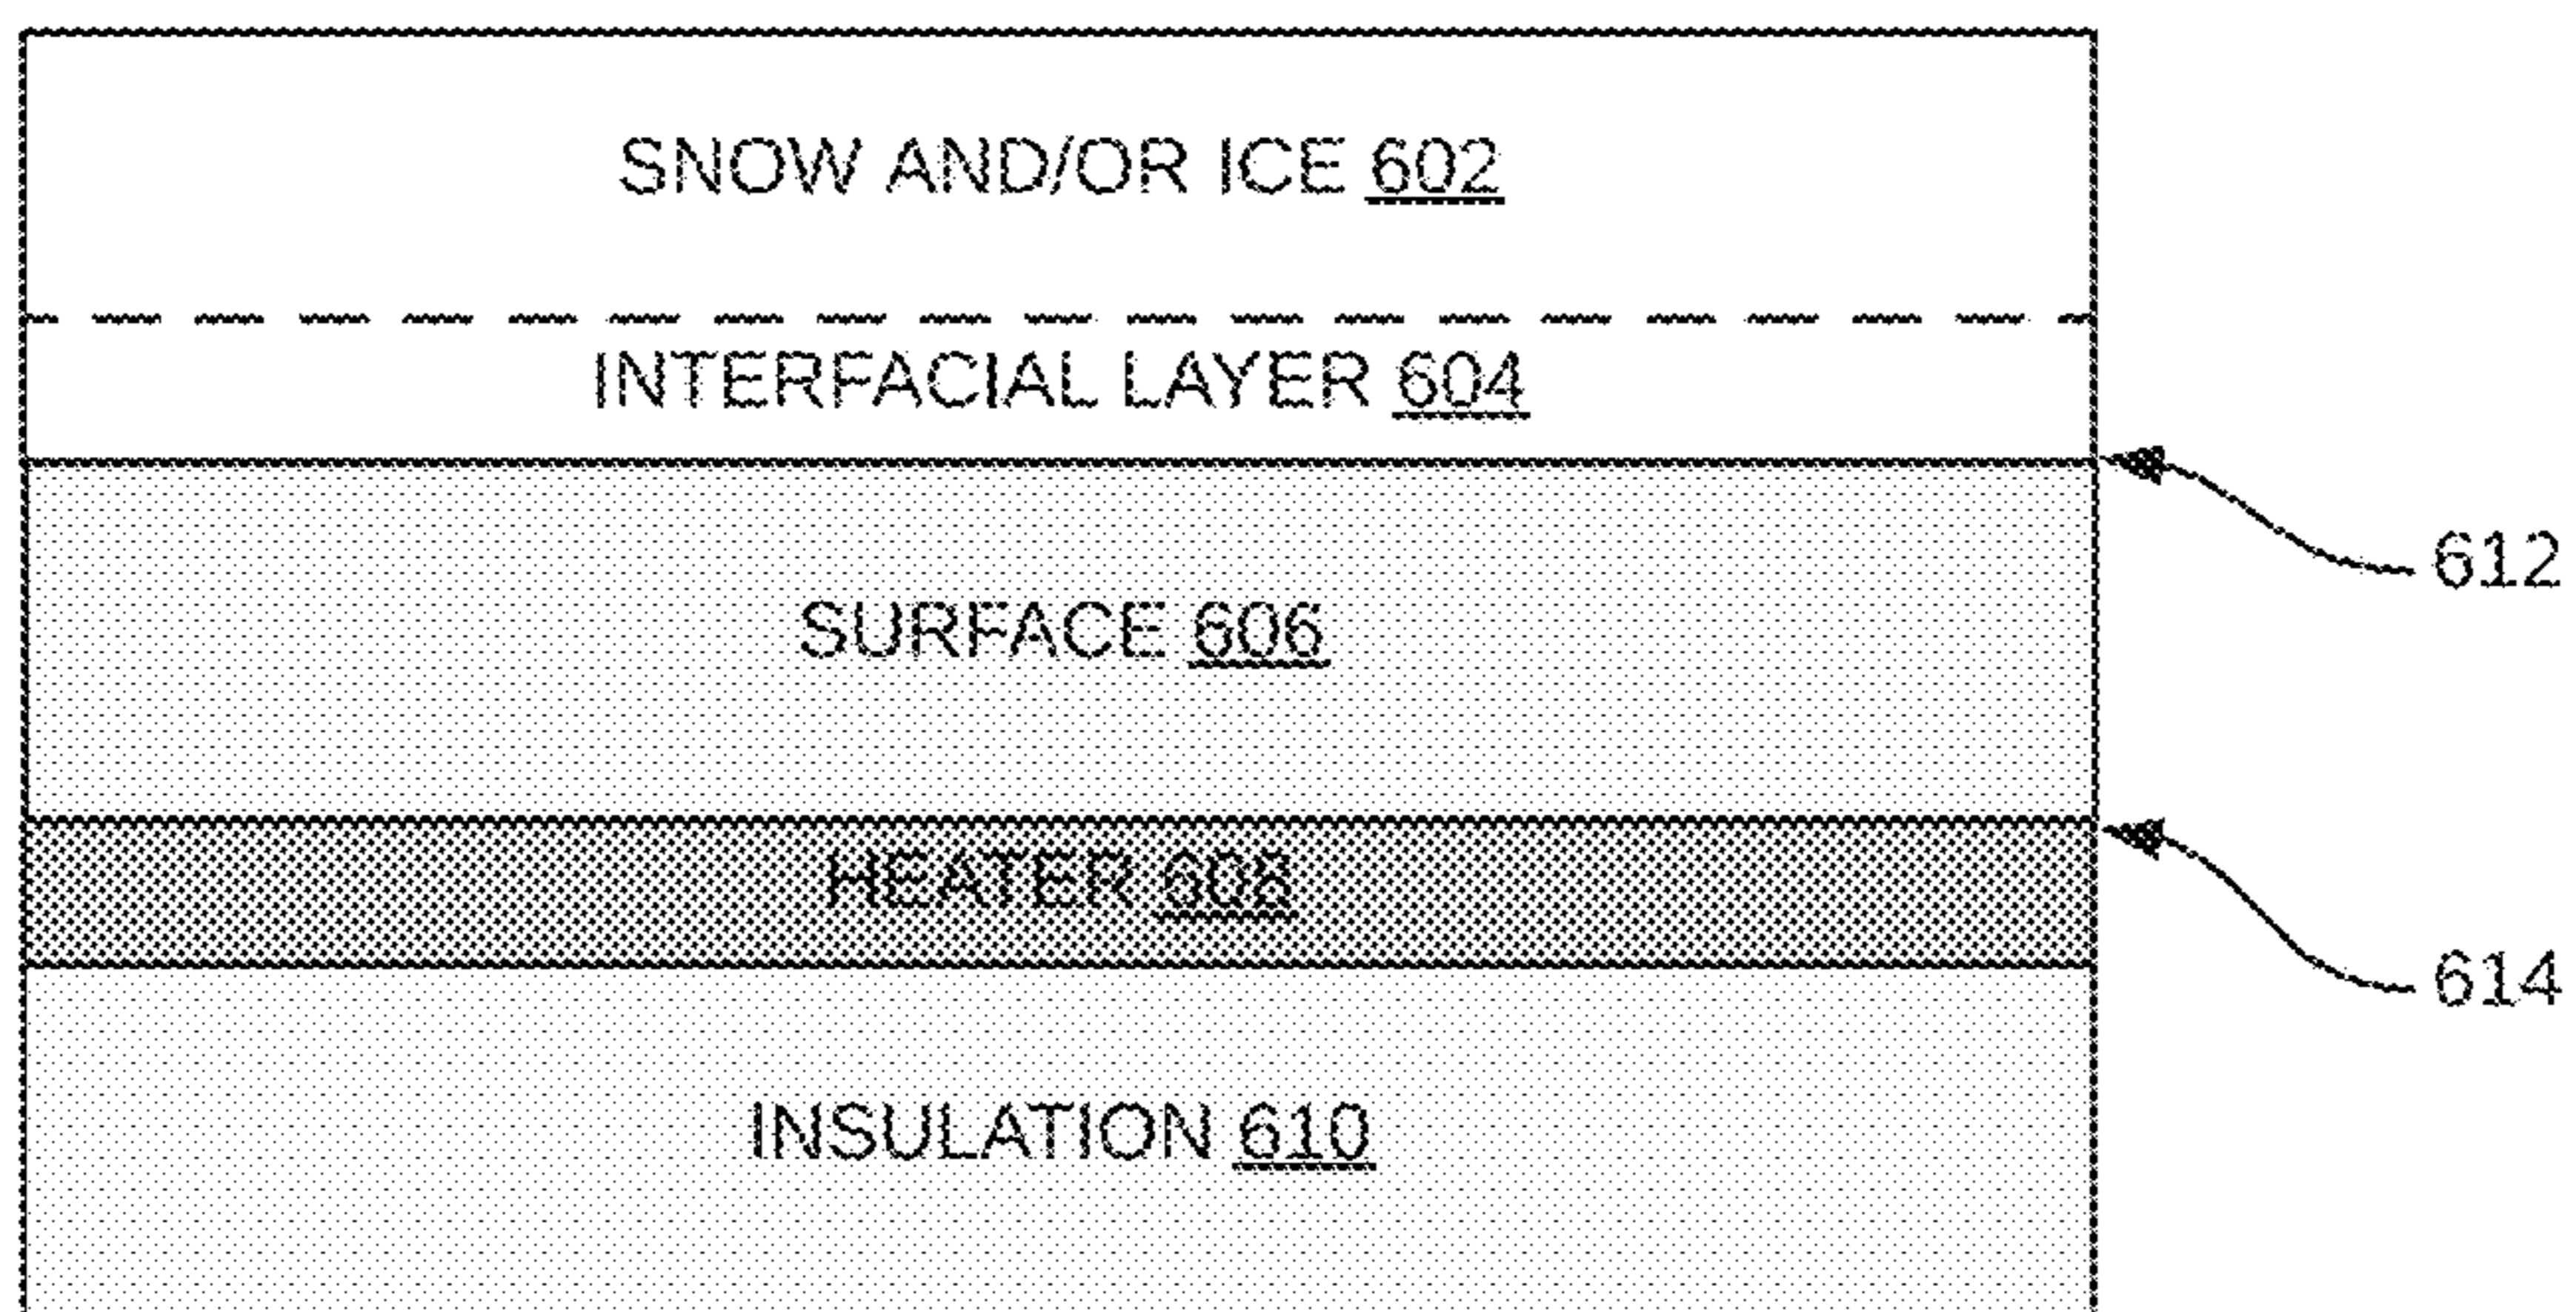 SNOW AND/OR ICE 602
INTERFACIAL LAYER 604
612
SURFACE 606
HEATER 608
614
INSULATION 610